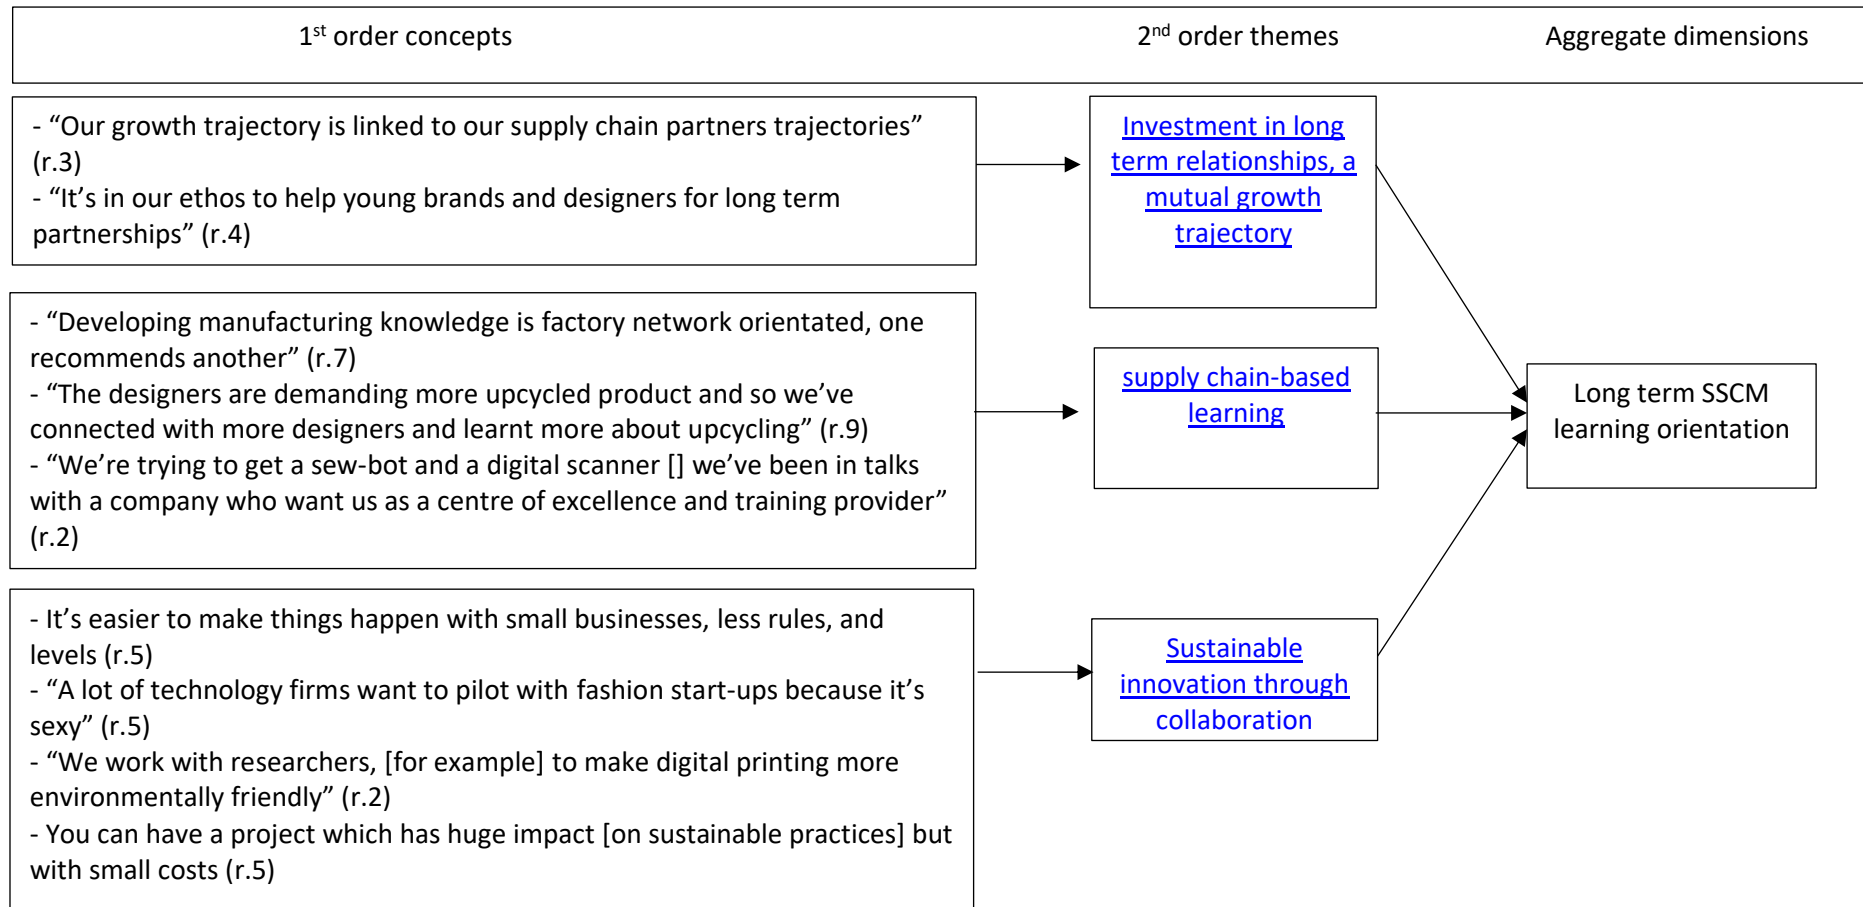 1st order concepts
2nd order themes
Aggregate dimensions
- “Our growth trajectory is linked to our supply chain partners trajectories”
(r.3)
- “It’s in our ethos to help young brands and designers for long term
partnerships” (r.4)
Investment in long
term relationships, a
mutual growth
trajectory
- “Developing manufacturing knowledge is factory network orientated, one
recommends another” (r.7)
- “The designers are demanding more upcycled product and so we’ve
connected with more designers and learnt more about upcycling” (r.9)
- “We’re trying to get a sew-bot and a digital scanner [] we’ve been in talks
with a company who want us as a centre of excellence and training provider”
(r.2)
supply chain-based
learning
Long term SSCM
learning orientation
- It’s easier to make things happen with small businesses, less rules, and
levels (r.5)
- “A lot of technology firms want to pilot with fashion start-ups because it’s
sexy” (r.5)
- “We work with researchers, [for example] to make digital printing more
environmentally friendly” (r.2)
- You can have a project which has huge impact [on sustainable practices] but
with small costs (r.5)
Sustainable
innovation through
collaboration